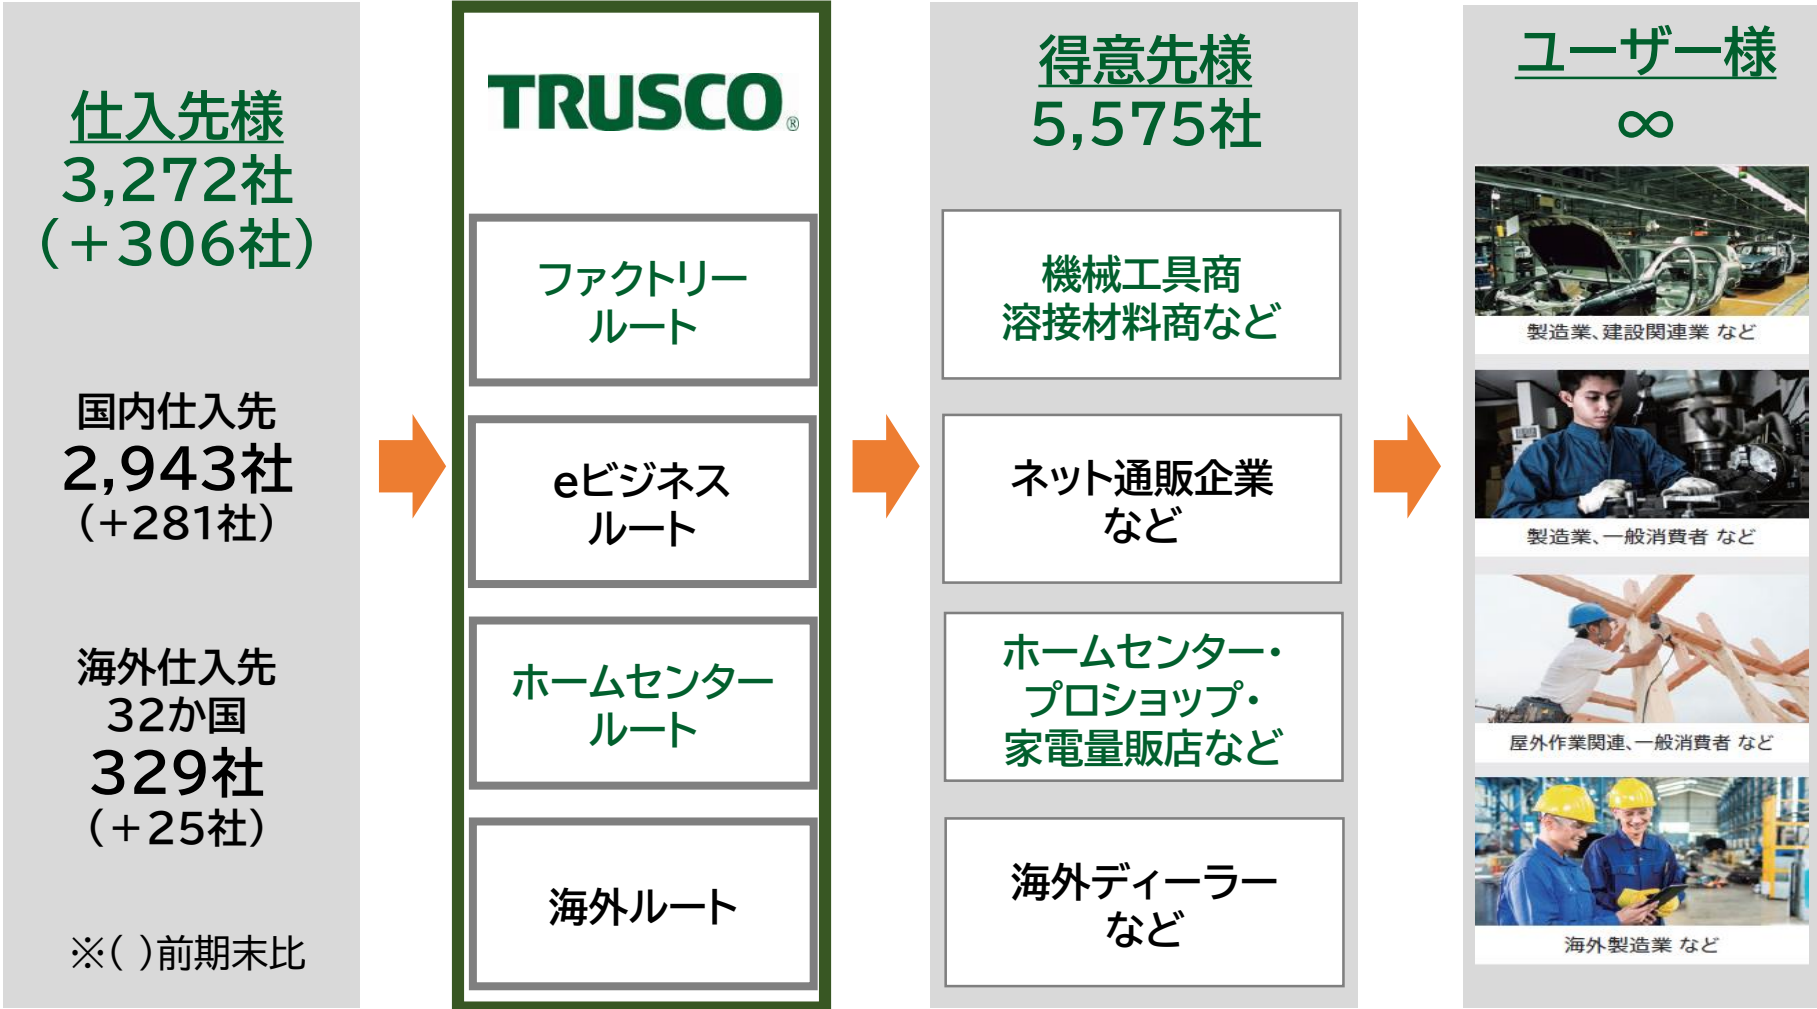 仕入先様
3,272社
(+306社)
国内仕入先
2,943社
(+281社)
海外仕入先
32か国
329社
(+25社)
※( )前期末比
TRUSCO®
ファクトリー
ルート
eビジネス
ルート
ホームセンター
ルート
海外ルート
得意先様
5,575社
機械工具商
溶接材料商など
ネット通販企業
など
ホームセンター・
プロショップ・
家電量販店など
海外ディーラー
など
ユーザー様
∞
製造業、建設関連業 など
製造業、一般消費者 など
屋外作業関連、一般消費者 など
海外製造業 など